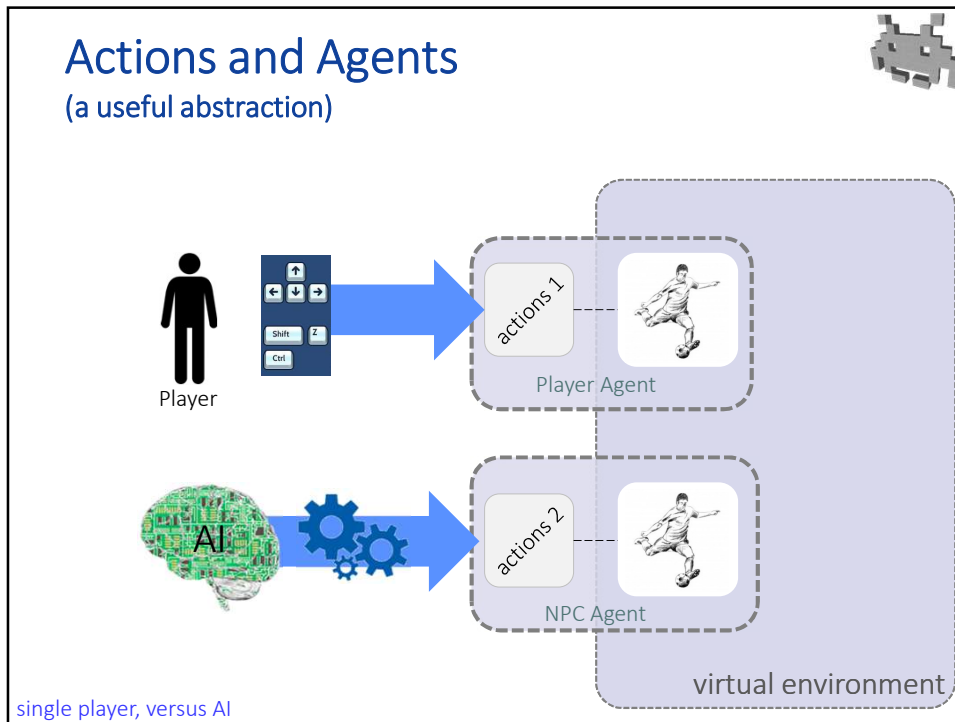 Actions and Agents
(a useful abstraction)
↑
← ↓ →
Shift Z
Ctrl
Player
actions 1
Player Agent
AI
actions 2
NPC Agent
virtual environment
single player, versus AI